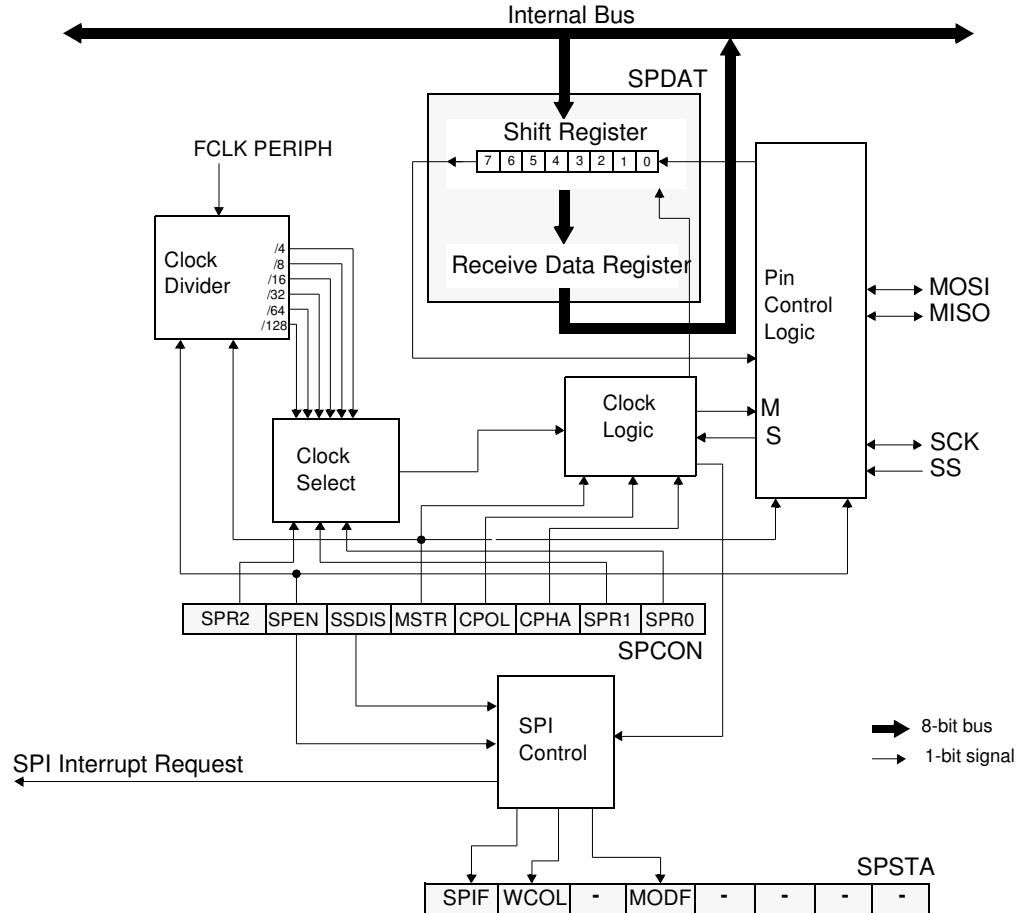 Internal Bus
SPDAT
Shift Register
7 6 5 4 3 2 1 0
FCLK PERIPH
Clock
Divider
/4
/8
/16
/32
/64
/128
Receive Data Register
Pin
Control
Logic
MOSI
MISO
Clock
Logic
M
S
SCK
SS
Clock
Select
SPR2 SPEN SSDIS MSTR CPOL CPHA SPR1 SPR0
SPCON
SPI
Control
8-bit bus
1-bit signal
SPI Interrupt Request
SPSTA
SPIF WCOL - MODF - - - -